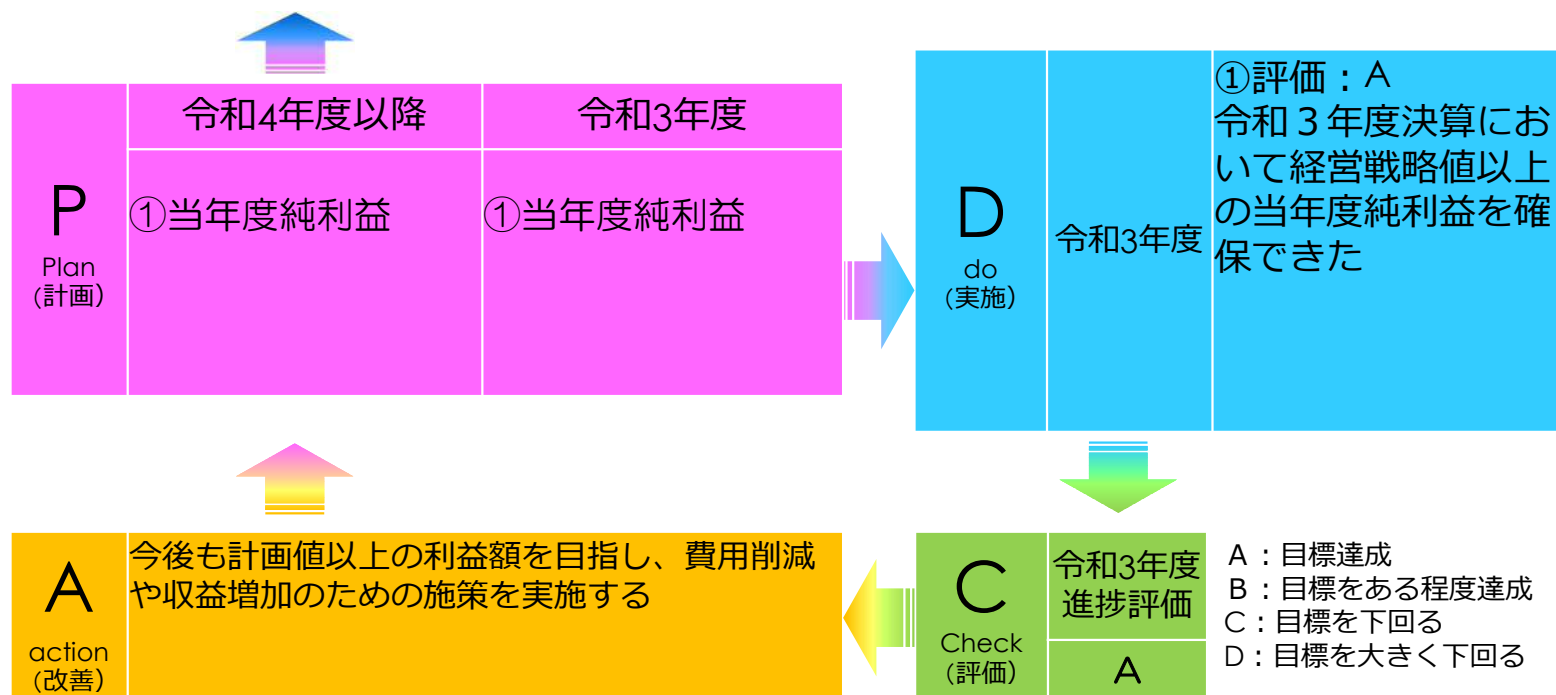 P
Plan
(計画)
令和4年度以降
令和3年度
①当年度純利益
①当年度純利益
D
do
(実施)
令和3年度
①評価：A
令和３年度決算にお
いて経営戦略値以上
の当年度純利益を確
保できた
A
action
(改善)
今後も計画値以上の利益額を目指し、費用削減
や収益増加のための施策を実施する
C
Check
(評価)
令和3年度
進捗評価
A
A：目標達成
B：目標をある程度達成
C：目標を下回る
D：目標を大きく下回る